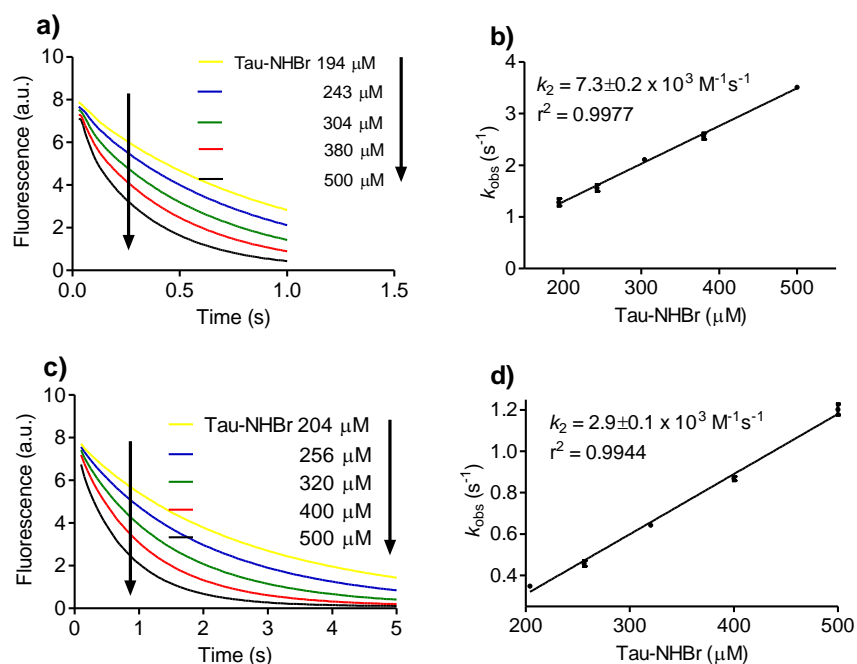 a)
Fluorescence (a.u.)
10
8
6
4
2
0
0.0
0.5
1.0
1.5
Time (s)
Tau-NHBr 194 μM
243 μM
304 μM
380 μM
500 μM
b)
k2 = 7.3±0.2 x 10³ M⁻¹s⁻¹
r² = 0.9977
kobs (s⁻¹)
4
3
2
1
0
200
300
400
500
Tau-NHBr (μM)
c)
Fluorescence (a.u.)
10
8
6
4
2
0
0
1
2
3
4
5
Time (s)
Tau-NHBr 204 μM
256 μM
320 μM
400 μM
500 μM
d)
k2 = 2.9±0.1 x 10³ M⁻¹s⁻¹
r² = 0.9944
kobs (s⁻¹)
1.2
1.0
0.8
0.6
0.4
200
300
400
500
Tau-NHBr (μM)